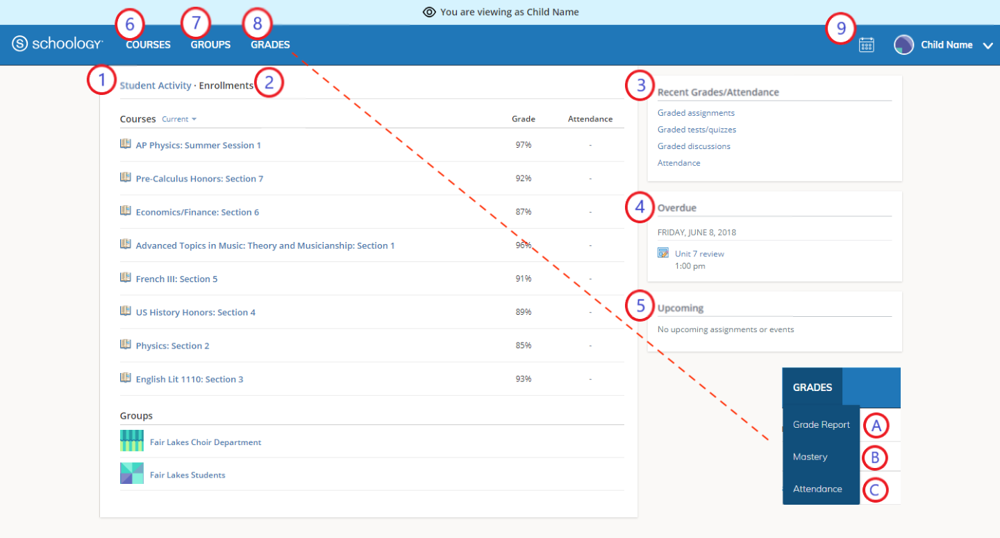 You are viewing as Child Name
6 7 8 9
schoology COURSES GROUPS GRADES Child Name
1 Student Activity · Enrollments 2
Courses Current Grade Attendance
AP Physics: Summer Session 1 97% -
Pre-Calculus Honors: Section 7 92% -
Economics/Finance: Section 6 87% -
Advanced Topics in Music: Theory and Musicianship: Section 1 96% -
French III: Section 5 91% -
US History Honors: Section 4 89% -
Physics: Section 2 85% -
English Lit 1110: Section 3 93% -
Groups
Fair Lakes Choir Department
Fair Lakes Students
3 Recent Grades/Attendance
Graded assignments
Graded tests/quizzes
Graded discussions
Attendance
4 Overdue
FRIDAY, JUNE 8, 2018
Unit 7 review
1:00 pm
5 Upcoming
No upcoming assignments or events
GRADES
Grade Report A
Mastery B
Attendance C